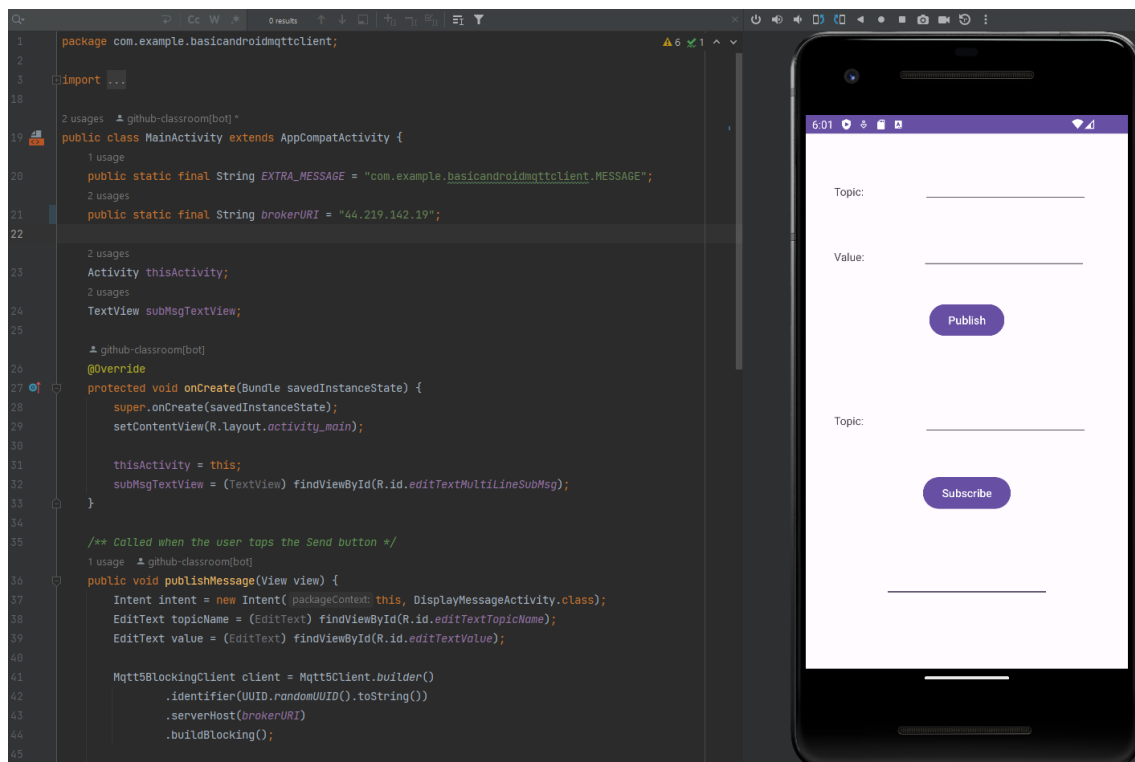 Cc W .* 0 results
1 package com.example.basicandroidmqttclient; 6 1
2
3 import ...
18
2 usages github-classroom[bot] *
19 public class MainActivity extends AppCompatActivity {
1 usage
20 public static final String EXTRA_MESSAGE = "com.example.basicandroidmqttclient.MESSAGE";
2 usages
21 public static final String brokerURI = "44.219.142.19";
22
2 usages
23 Activity thisActivity;
2 usages
24 TextView subMsgTextView;
25
github-classroom[bot]
26 @Override
27 protected void onCreate(Bundle savedInstanceState) {
28 super.onCreate(savedInstanceState);
29 setContentView(R.layout.activity_main);
30
31 thisActivity = this;
32 subMsgTextView = (TextView) findViewById(R.id.editTextMultiLineSubMsg);
33 }
34
35 /** Called when the user taps the Send button */
1 usage github-classroom[bot]
36 public void publishMessage(View view) {
37 Intent intent = new Intent( packageContext: this, DisplayMessageActivity.class);
38 EditText topicName = (EditText) findViewById(R.id.editTextTopicName);
39 EditText value = (EditText) findViewById(R.id.editTextValue);
40
41 Mqtt5BlockingClient client = Mqtt5Client.builder()
42 .identifier(UUID.randomUUID().toString())
43 .serverHost(brokerURI)
44 .buildBlocking();
45
6:01
Topic:
Value:
Publish
Topic:
Subscribe